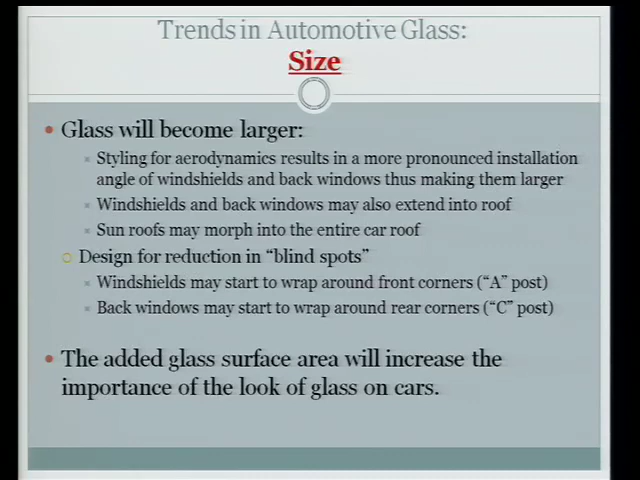 Trends in Automotive Glass:
Size
Glass will become larger:
Styling for aerodynamics results in a more pronounced installation
angle of windshields and back windows thus making them larger
Windshields and back windows may also extend into roof
Sun roofs may morph into the entire car roof
Design for reduction in “blind spots”
Windshields may start to wrap around front corners (“A” post)
Back windows may start to wrap around rear corners (“C” post)
The added glass surface area will increase the
importance of the look of glass on cars.